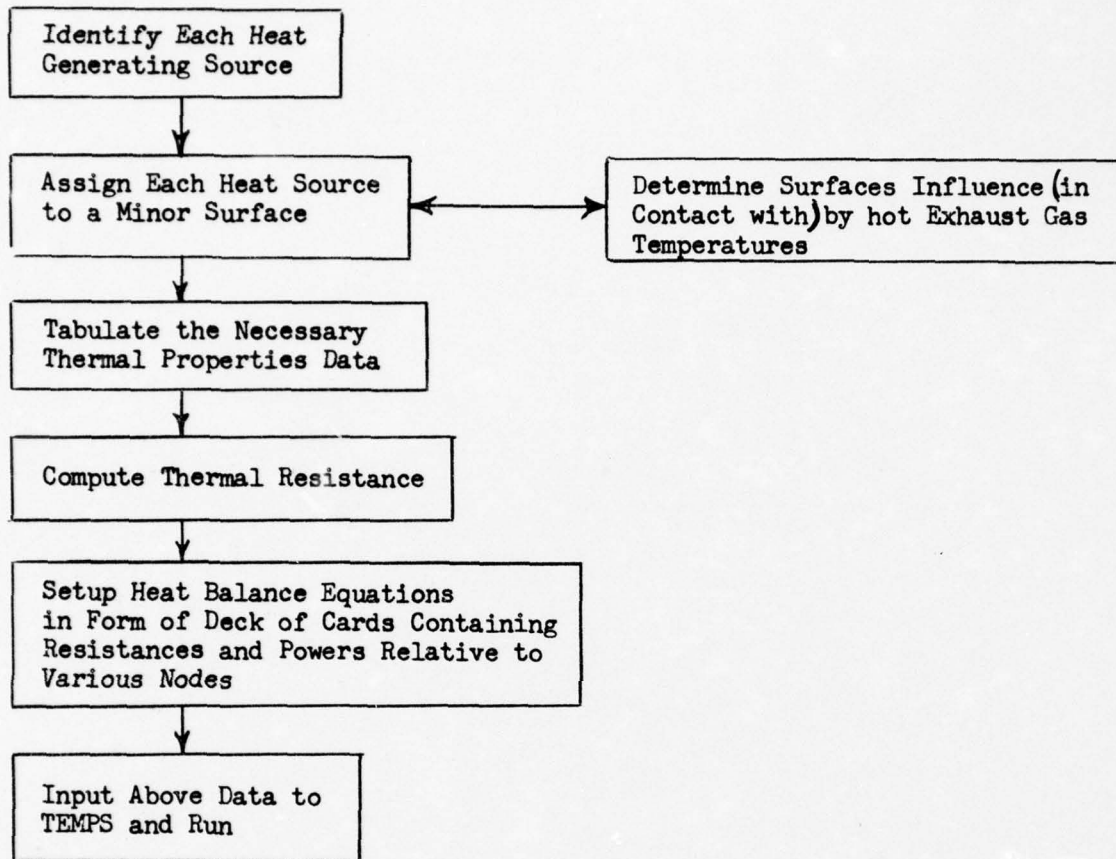 Identify Each Heat
Generating Source
Assign Each Heat Source
to a Minor Surface
Determine Surfaces Influence (in
Contact with) by hot Exhaust Gas
Temperatures
Tabulate the Necessary
Thermal Properties Data
Compute Thermal Resistance
Setup Heat Balance Equations
in Form of Deck of Cards Containing
Resistances and Powers Relative to
Various Nodes
Input Above Data to
TEMPS and Run